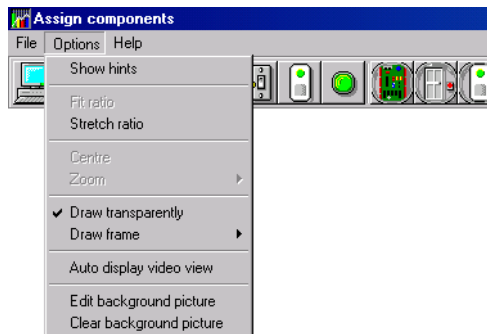 Assign components
File Options Help
Show hints
Fit ratio
Stretch ratio
Centre
Zoom
Draw transparently
Draw frame
Auto display video view
Edit background picture
Clear background picture